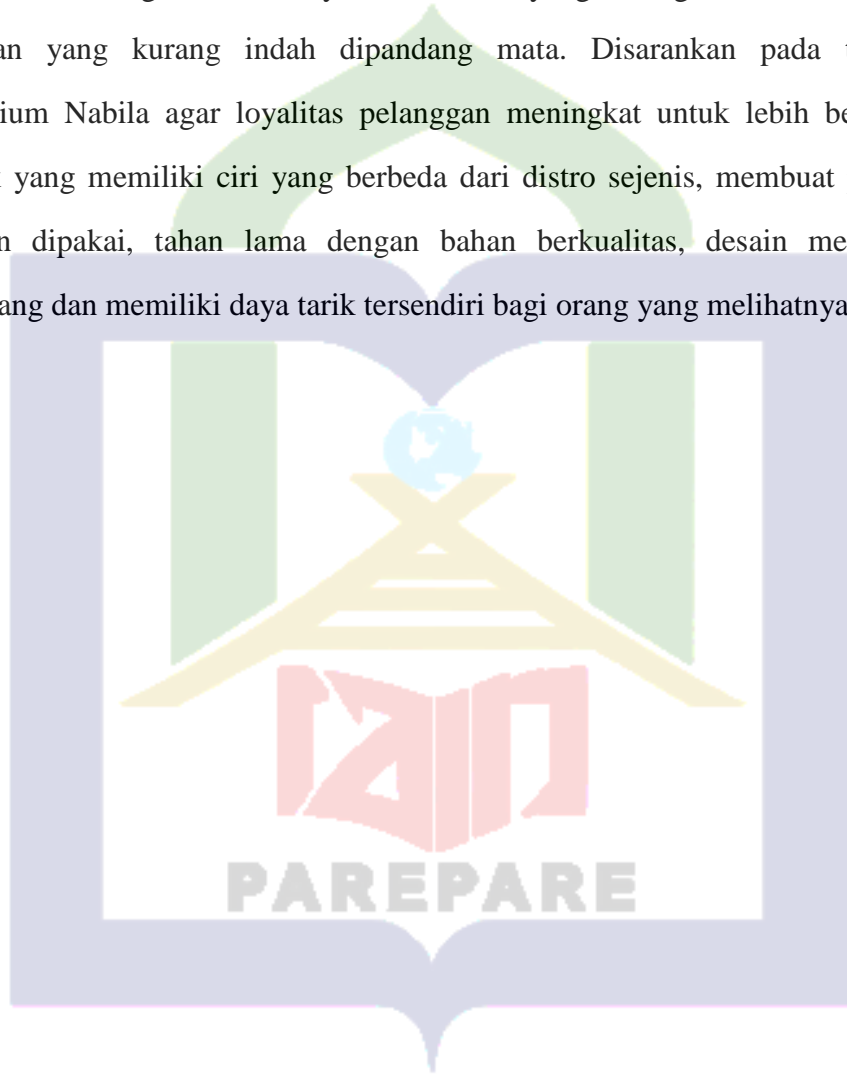 an yang kurang indah dipandang mata. Disarankan pada
ium Nabila agar loyalitas pelanggan meningkat untuk lebih be
yang memiliki ciri yang berbeda dari distro sejenis, membuat
n dipakai, tahan lama dengan bahan berkualitas, desain me
ang dan memiliki daya tarik tersendiri bagi orang yang melihatnya
iain
PAREPARE